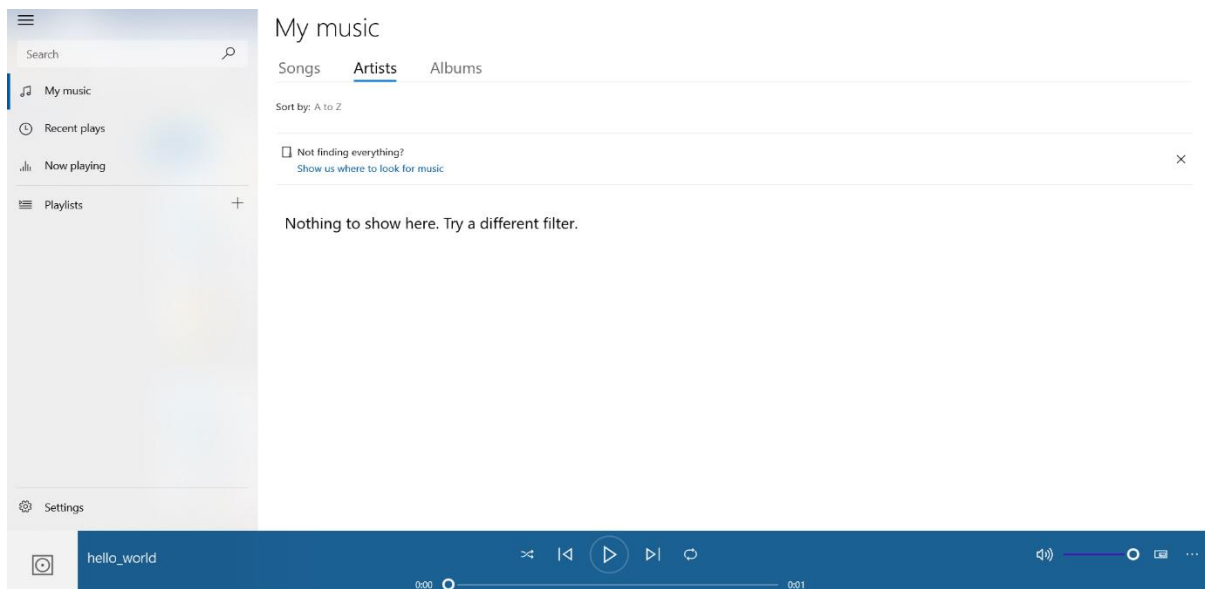 Search
My music
Recent plays
Now playing
Playlists
Settings
My music
Songs Artists Albums
Sort by: A to Z
Not finding everything?
Show us where to look for music
Nothing to show here. Try a different filter.
hello_world
0:00 0:01